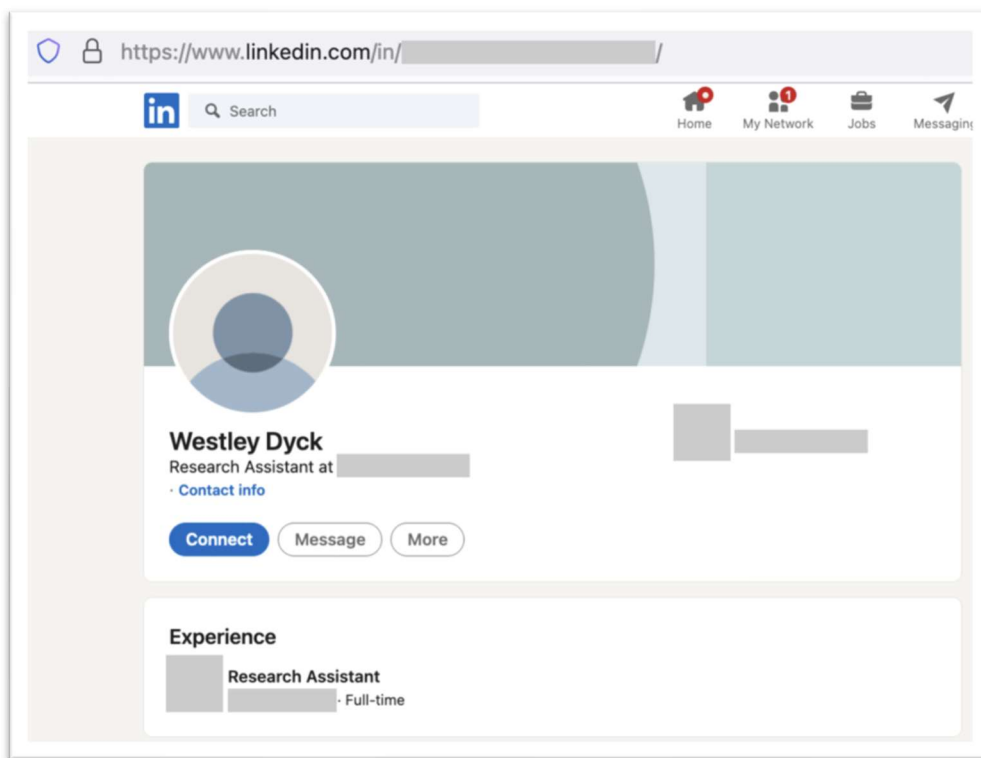 https://www.linkedin.com/in/ /
in Search
1 
Home My Network Jobs Messaging
Westley Dyck
Research Assistant at
· Contact info
Connect Message More
Experience
Research Assistant
· Full-time